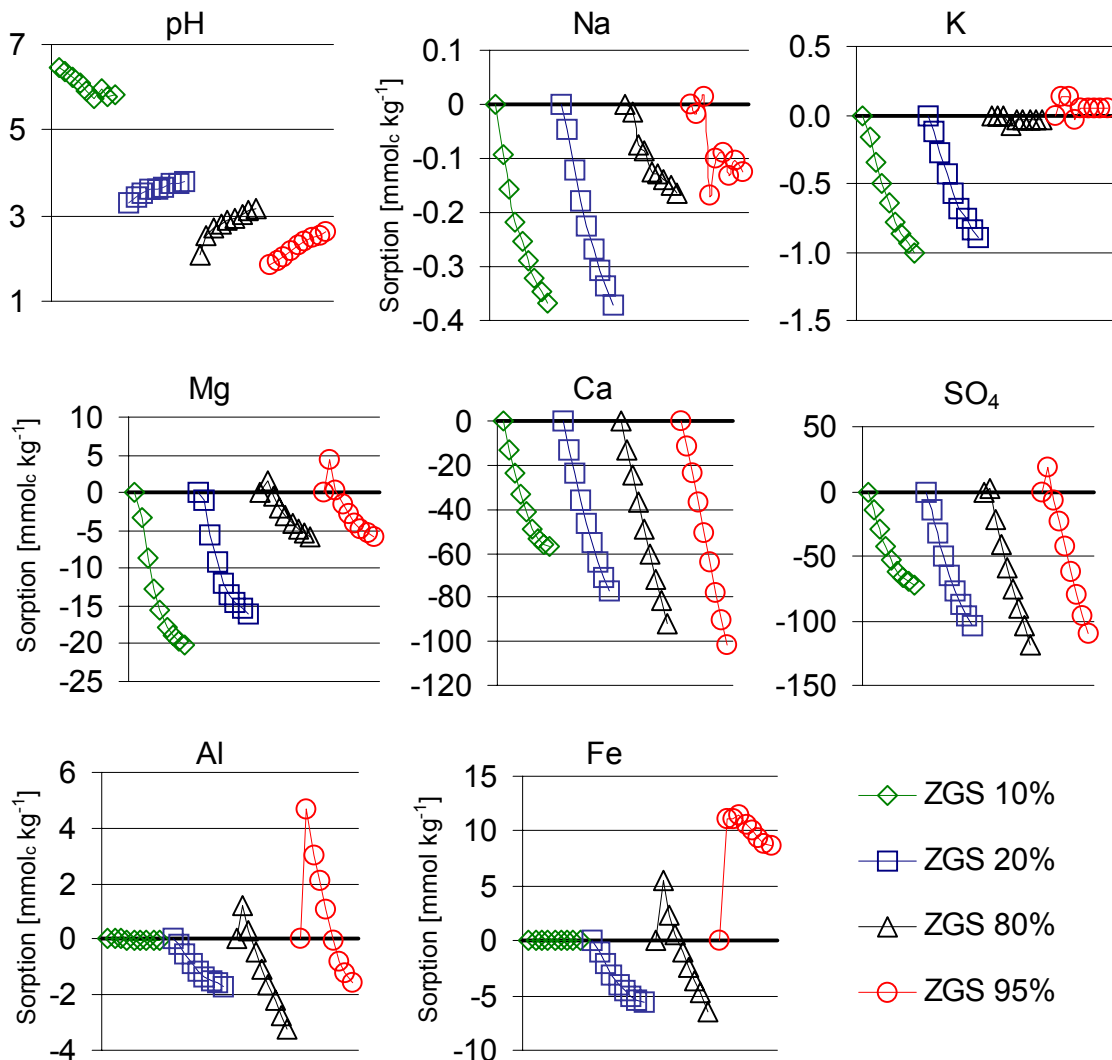 pH
7
5
3
1
Na
Sorption [mmolc kg-1]
0.1
0
-0.1
-0.2
-0.3
-0.4
K
0.5
0.0
-0.5
-1.0
-1.5
Mg
Sorption [mmolc kg-1]
10
5
0
-5
-10
-15
-20
-25
Ca
0
-20
-40
-60
-80
-100
-120
SO4
50
0
-50
-100
-150
Al
Sorption [mmolc kg-1]
6
4
2
0
-2
-4
Fe
Sorption [mmol kg-1]
15
10
5
0
-5
-10
ZGS 10%
ZGS 20%
ZGS 80%
ZGS 95%